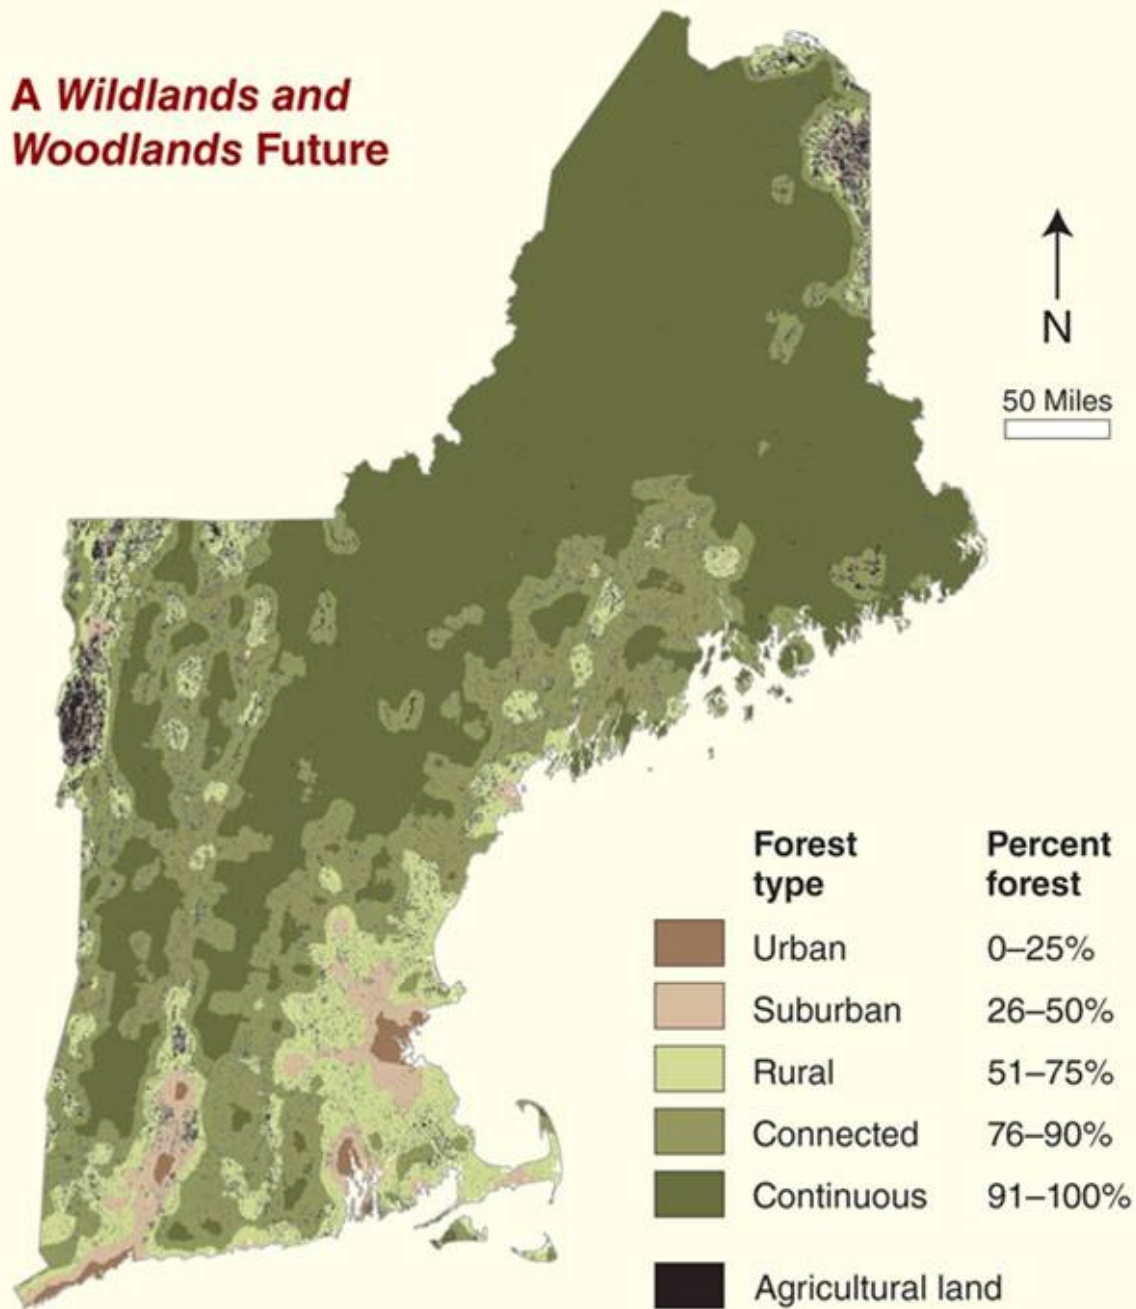 A Wildlands and
Woodlands Future
N
50 Miles
Forest type Percent forest
Urban 0–25%
Suburban 26–50%
Rural 51–75%
Connected 76–90%
Continuous 91–100%
Agricultural land